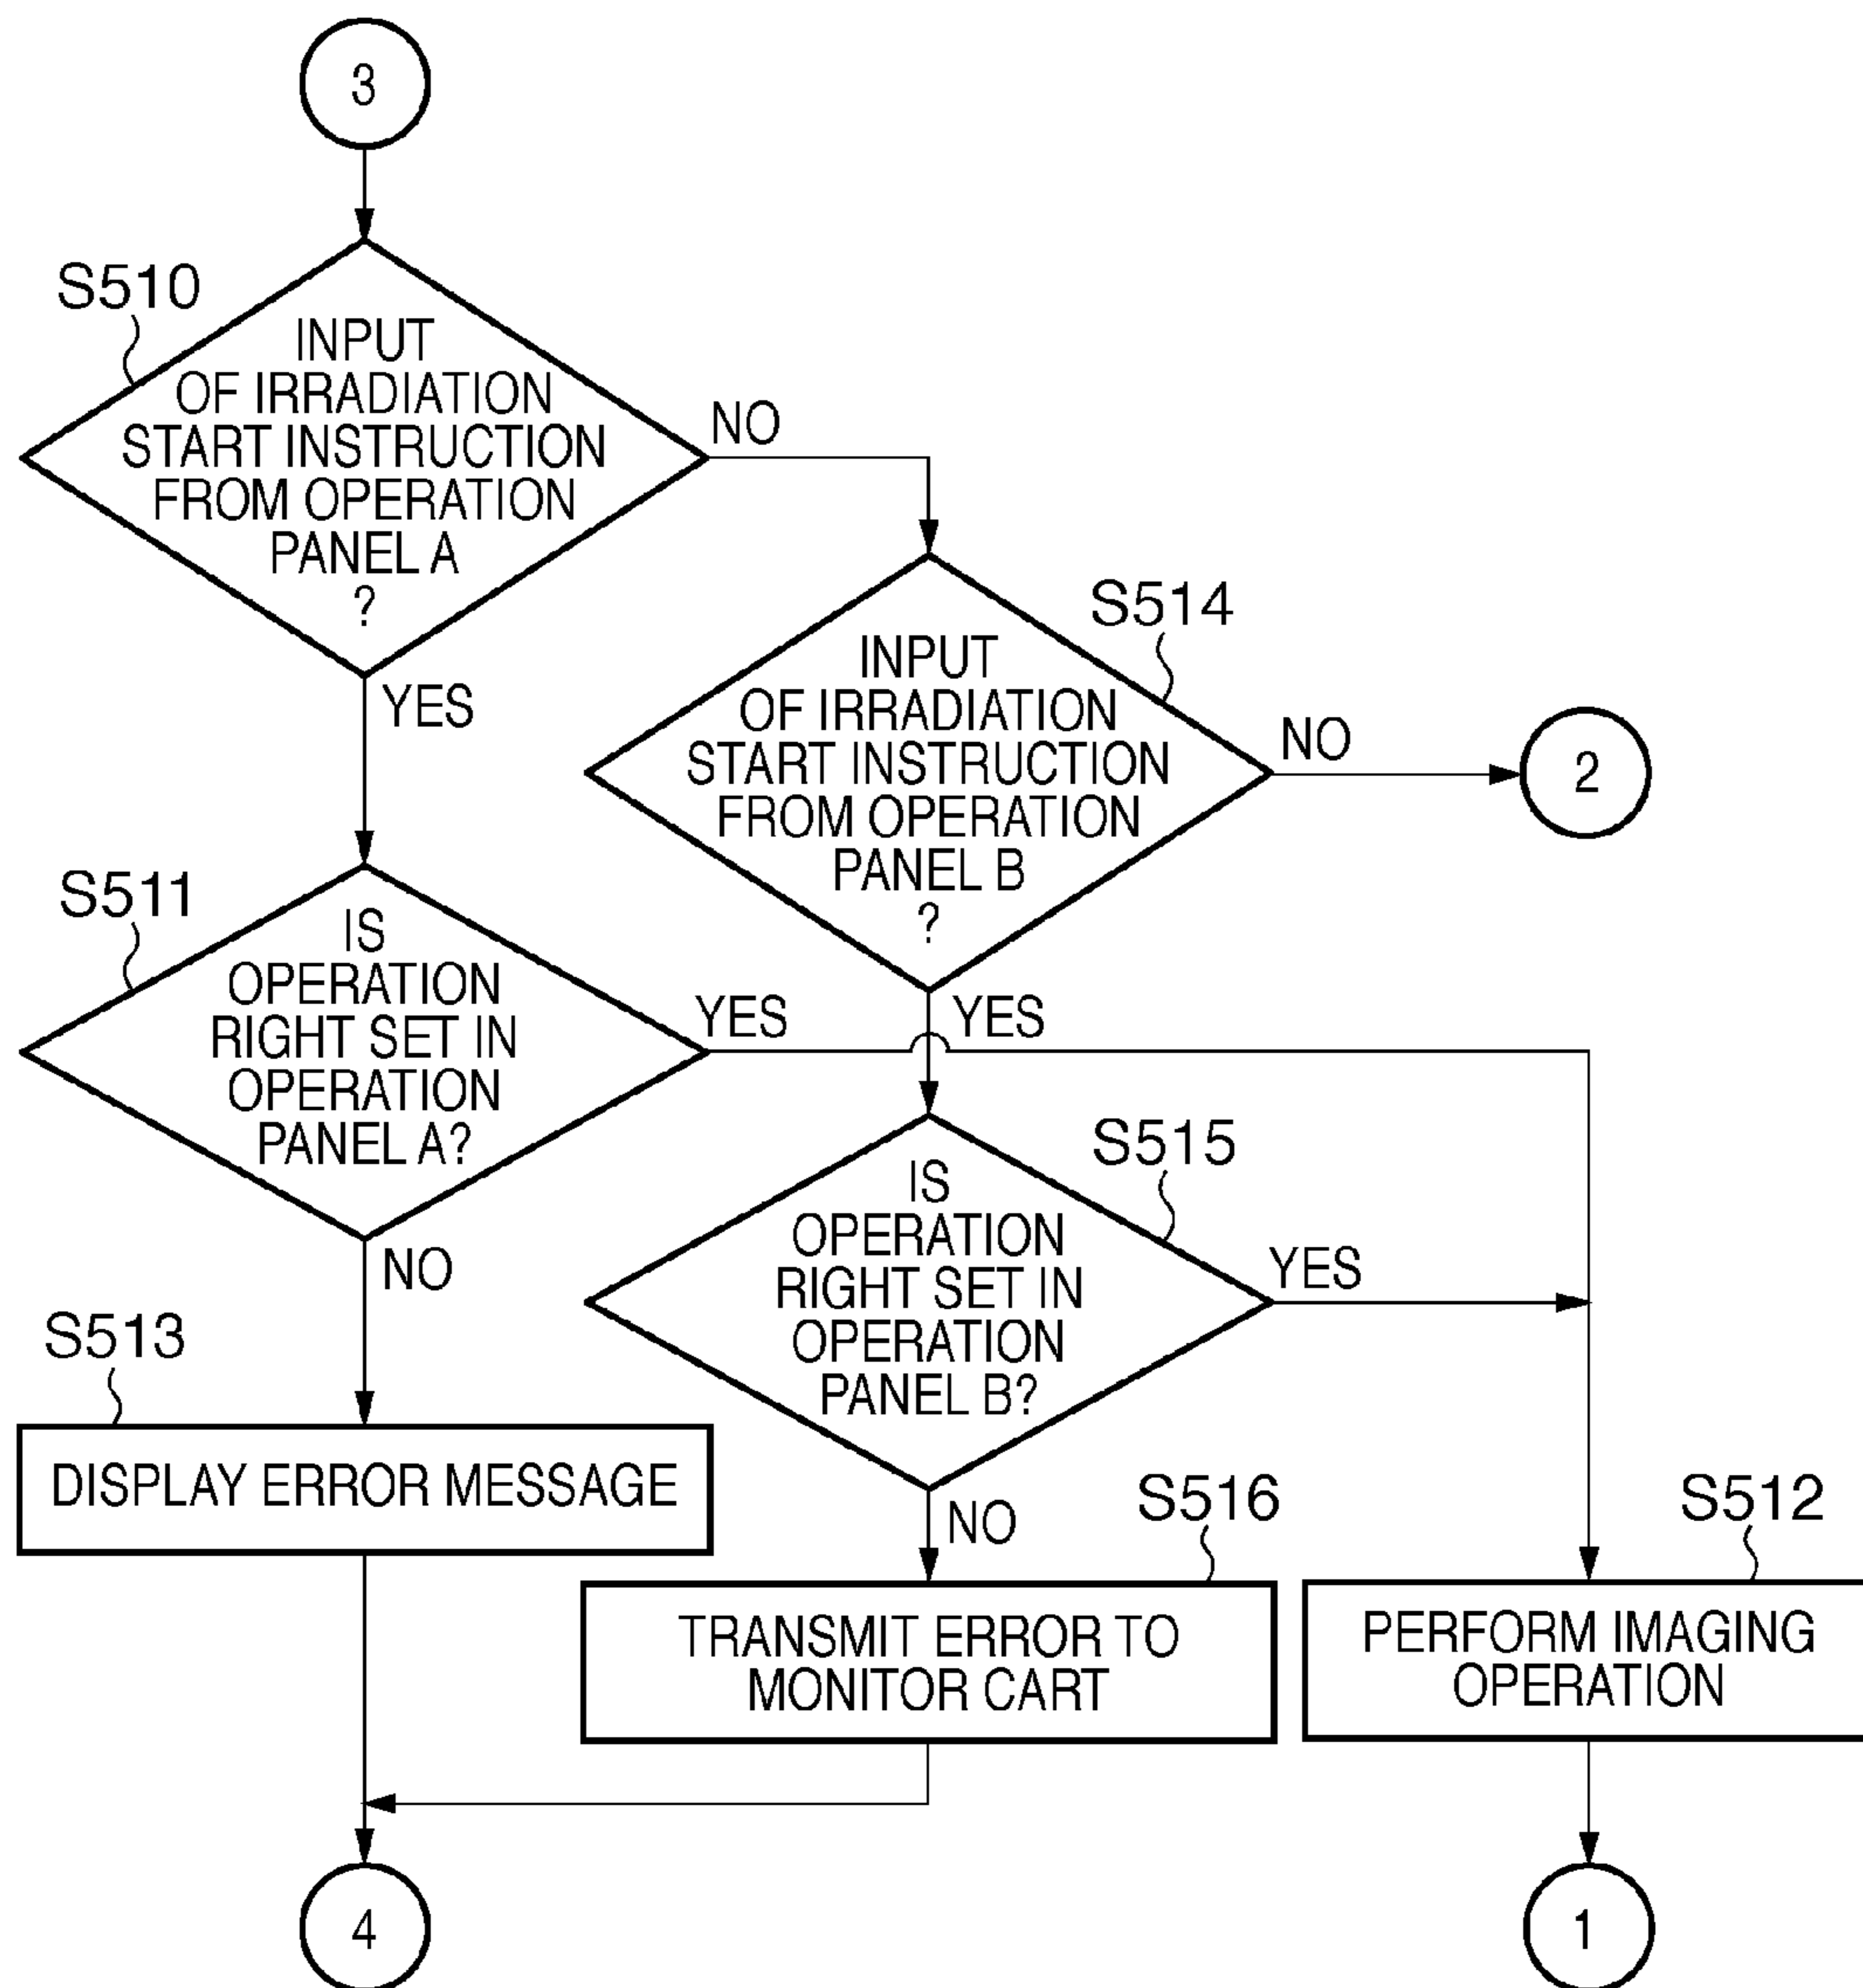 3
S510
INPUT
OF IRRADIATION
START INSTRUCTION
FROM OPERATION
PANEL A
?
NO
YES
S514
INPUT
OF IRRADIATION
START INSTRUCTION
FROM OPERATION
PANEL B
?
NO
2
YES
S511
IS
OPERATION
RIGHT SET IN
OPERATION
PANEL A?
YES
NO
S515
IS
OPERATION
RIGHT SET IN
OPERATION
PANEL B?
YES
NO
S513
DISPLAY ERROR MESSAGE
S516
TRANSMIT ERROR TO
MONITOR CART
S512
PERFORM IMAGING
OPERATION
4
1